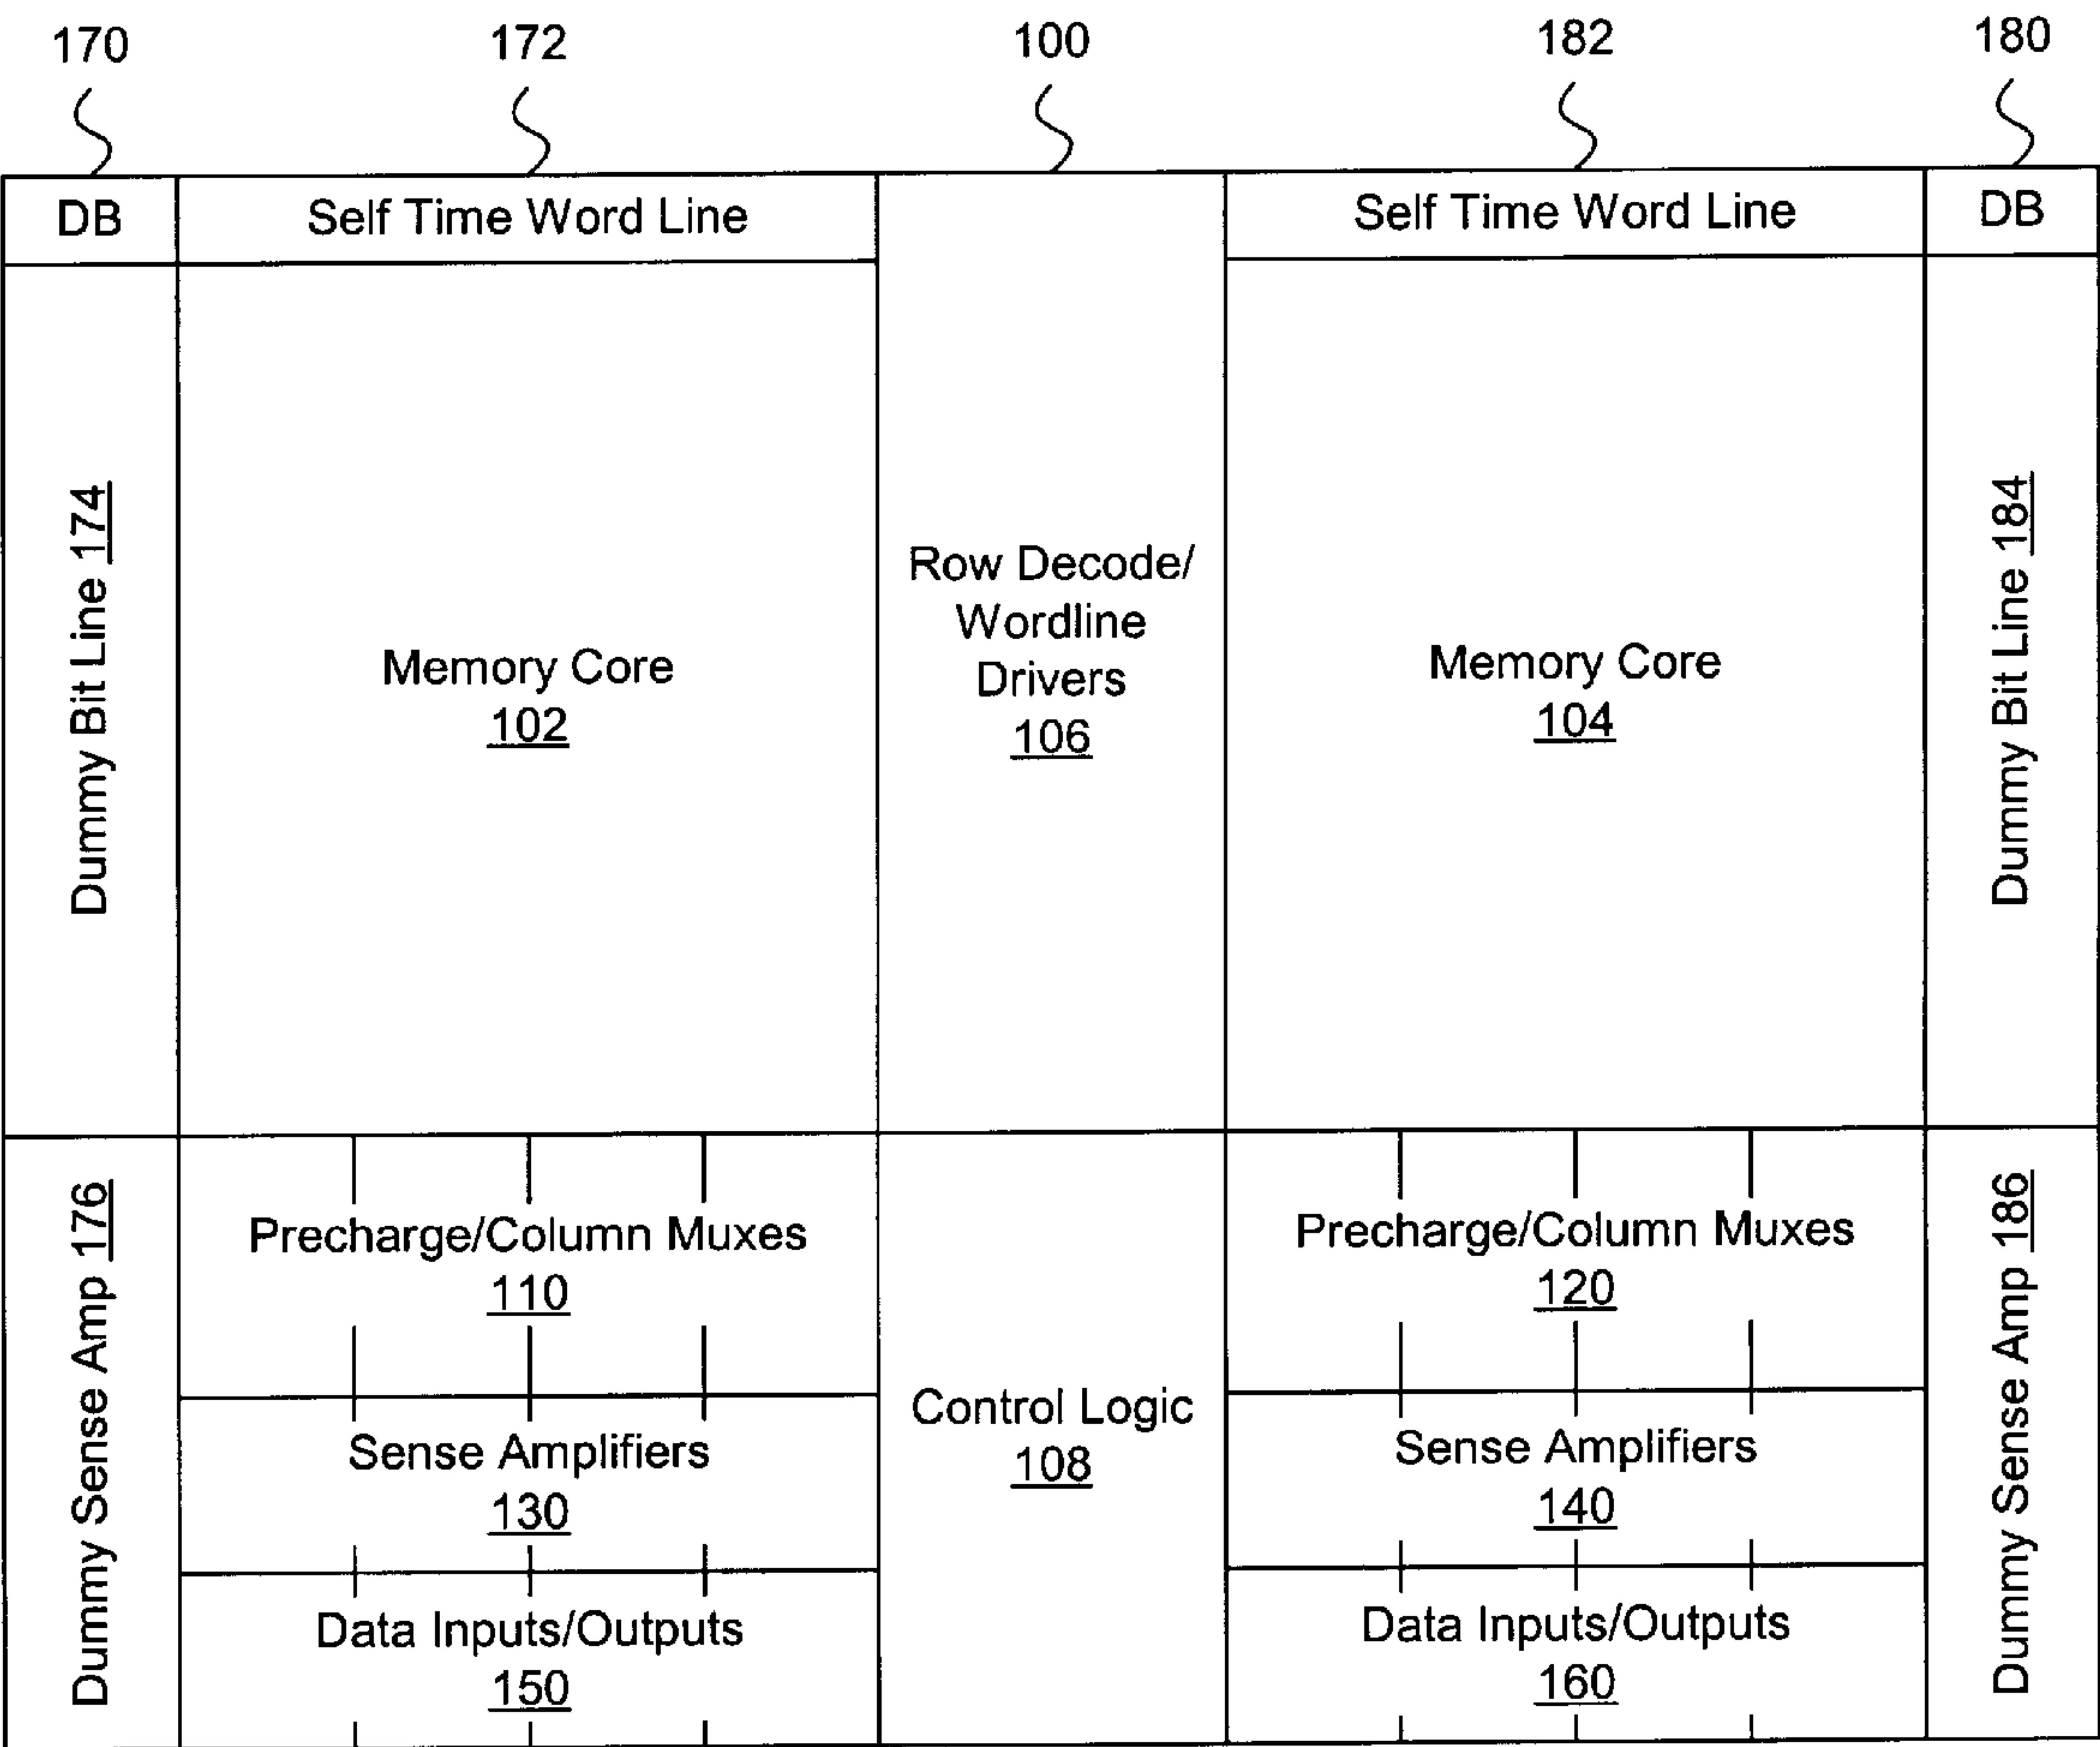 170
172
100
182
180
DB
Self Time Word Line
Self Time Word Line
DB
Dummy Bit Line 174
Memory Core
102
Row Decode/
Wordline
Drivers
106
Memory Core
104
Dummy Bit Line 184
Dummy Sense Amp 176
Precharge/Column Muxes
110
Sense Amplifiers
130
Data Inputs/Outputs
150
Control Logic
108
Precharge/Column Muxes
120
Sense Amplifiers
140
Data Inputs/Outputs
160
Dummy Sense Amp 186